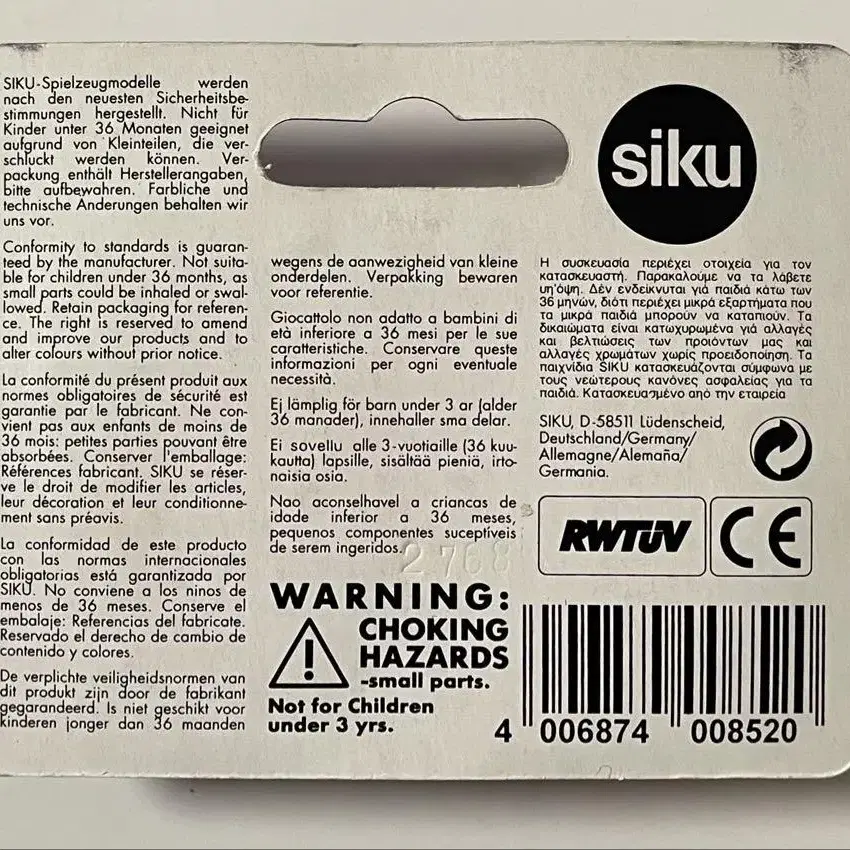 SIKU-Spielzeugmodelle werden
nach den neuesten Sicherheitsbe-
stimmungen hergestellt. Nicht für
Kinder unter 36 Monaten geeignet
aufgrund von Kleinteilen, die ver-
schluckt werden können. Ver-
packung enthält Herstellerangaben,
bitte aufbewahren. Farbliche und
technische Anderungen behalten wir
uns vor.
Conformity to standards is guaran-
teed by the manufacturer. Not suita-
ble for children under 36 months, as
small parts could be inhaled or swal-
lowed. Retain packaging for referen-
ce. The right is reserved to amend
and improve our products and to
alter colours without prior notice.
La conformité du présent produit aux
normes obligatoires de sécurité est
garantie par le fabricant. Ne con-
vient pas aux enfants de moins de
36 mois: petites parties pouvant être
absorbées. Conserver l'emballage:
Références fabricant. SIKU se réser-
ve le droit de modifier les articles,
leur décoration et leur conditionne-
ment sans préavis.
La conformidad de este producto
con las normas internacionales
obligatorias está garantizada por
SIKU. No conviene a los ninos de
menos de 36 meses. Conserve el
embalaje: Referencias del fabricate.
Reservado el derecho de cambio de
contenido y colores.
De verplichte veiligheidsnormen van
dit produkt zijn door de fabrikant
gegarandeerd. Is niet geschikt voor
kinderen jonger dan 36 maanden
wegens de aanwezigheid van kleine
onderdelen. Verpakking bewaren
voor referentie.
Giocattolo non adatto a bambini di
età inferiore a 36 mesi per le sue
caratteristiche. Conservare queste
informazioni per ogni eventuale
necessità.
Ej lämplig för barn under 3 ar (alder
36 manader), innehaller sma delar.
Ei sovellu alle 3-vuotiaille (36 kuu-
kautta) lapsille, sisältää pieniä, irto-
naisia osia.
Nao aconselhavel a criancas de
idade inferior a 36 meses,
pequenos componentes suceptíveis
de serem ingeridos.
2768
WARNING:
CHOKING
HAZARDS
-small parts.
Not for Children
under 3 yrs.
siku
Η συσκευασία περιέχει στοιχεία για τον
κατασκευαστή. Παρακαλούμε να τα λάβετε
υη'όψη. Δέν ενδείκνυται γιά παιδιά κάτω των
36 μηνών, διότι περιέχει μικρά εξαρτήματα που
τα μικρά παιδιά μπορούν να καταπιούν. Τα
δικαιώματα είναι κατωχυρωμένα γιά αλλαγές
και βελτιώσεις των προιόντων μας και
αλλαγές χρωμάτων χωρίς προειδοποίηση. Τα
παιχνίδια SIKU κατασκευάζονται σύμφωνα με
τους νεώτερους κανόνες ασφαλείας για τα
παιδιά. Κατασκευασμένο αηό την εταιρεία
SIKU, D-58511 Lüdenscheid,
Deutschland/Germany/
Allemagne/Alemaña/
Germania.
RWTÜV
CE
4 006874 008520